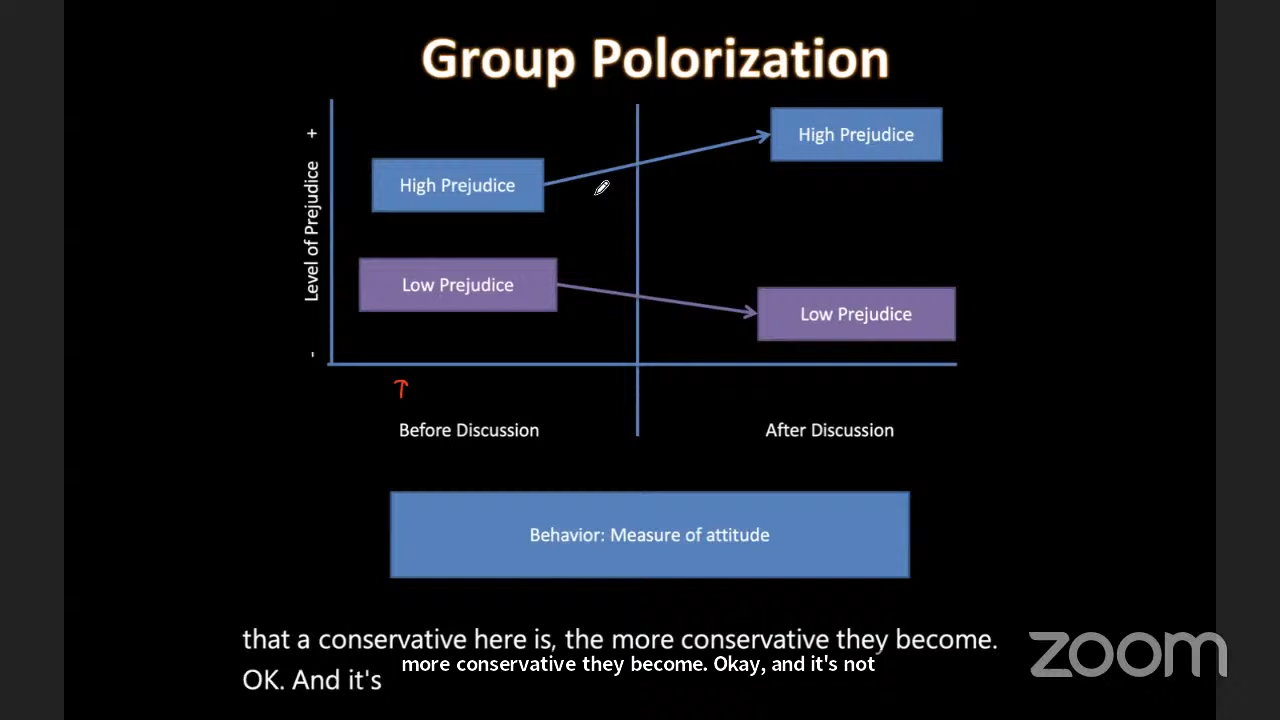 Group Polorization
+
High Prejudice
High Prejudice
Level of Prejudice
Low Prejudice
Low Prejudice
-
Before Discussion
After Discussion
Behavior: Measure of attitude
that a conservative here is, the more conservative they become.
more conservative they become. Okay, and it's not
OK. And it's
zoom